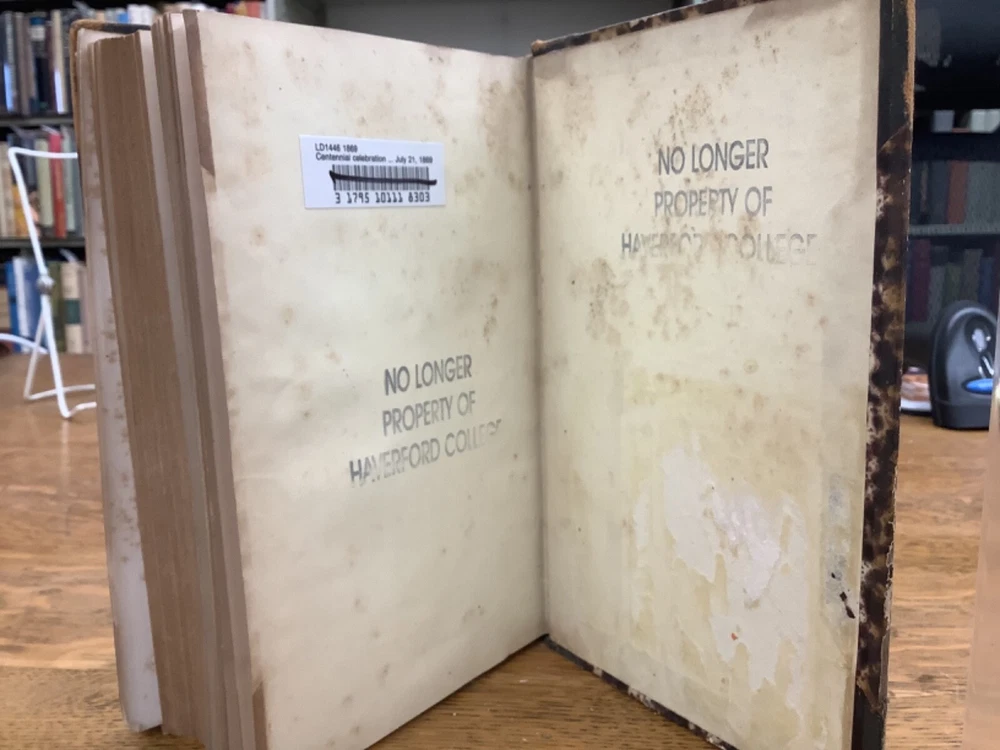 LD1446 1869
Centennial celebration ... July 21, 1869
3 1795 10111 8303
NO LONGER
PROPERTY OF
HAVERFORD COLLEGE
NO LONGER
PROPERTY OF
HAVERFORD COLLEGE